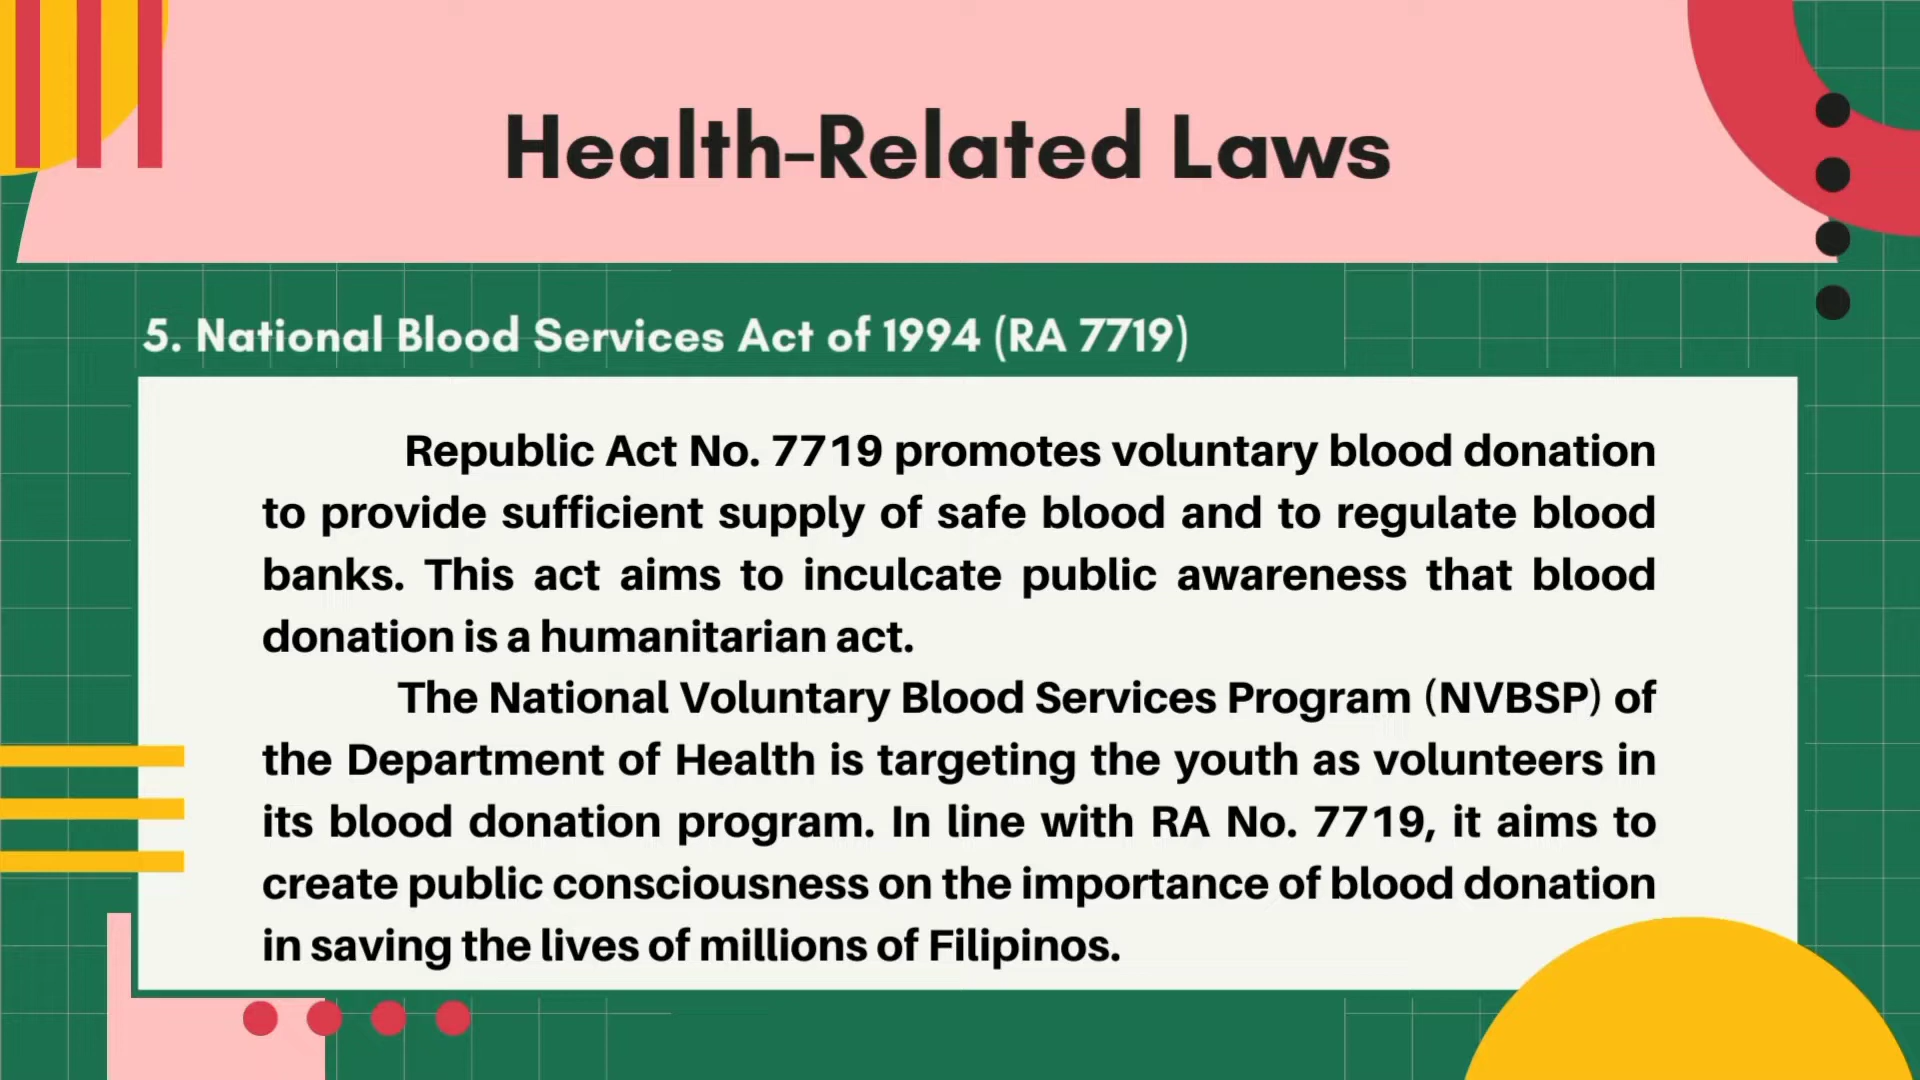 Health-Related Laws
5. National Blood Services Act of 1994 (RA 7719)
Republic Act No. 7719 promotes voluntary blood donation
to provide sufficient supply of safe blood and to regulate blood
banks. This act aims to inculcate public awareness that blood
donation is a humanitarian act.
The National Voluntary Blood Services Program (NVBSP) of
the Department of Health is targeting the youth as volunteers in
its blood donation program. In line with RA No. 7719, it aims to
create public consciousness on the importance of blood donation
in saving the lives of millions of Filipinos.